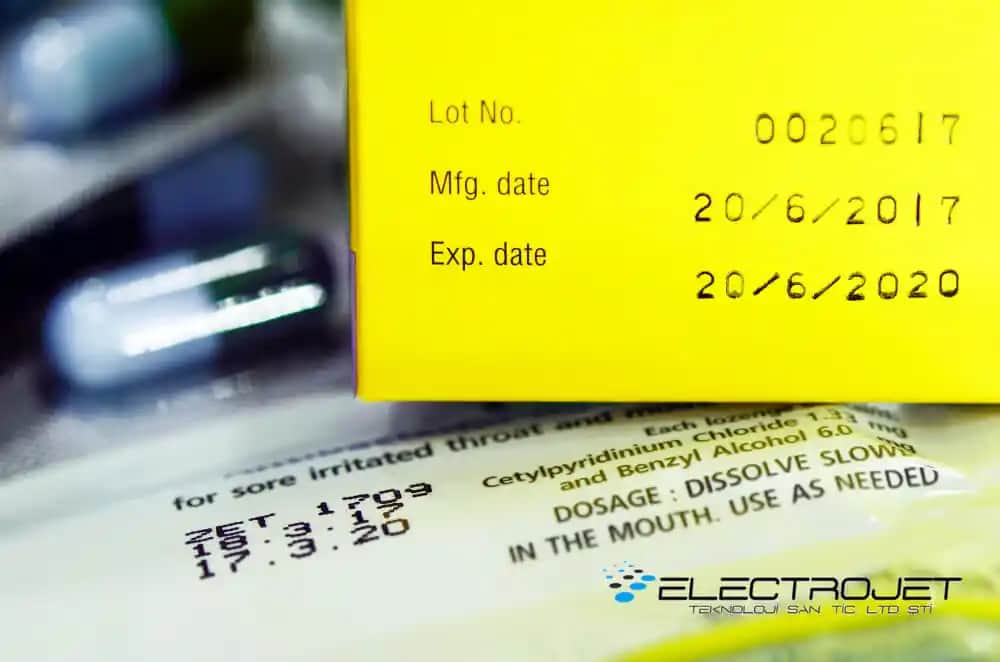 Lot No. 0020617
Mfg. date 20/6/2017
Exp. date 20/6/2020
for sore irritated throat and
Each lozenge
Cetylpyridinium Chloride 1.33 mg
and Benzyl Alcohol 6.0 mg
DOSAGE : DISSOLVE SLOWLY
IN THE MOUTH. USE AS NEEDED
ZET 1709
18.3.17
17.3.20
ELECTROJET
TEKNOLOJİ SAN TİC LTD ŞTİ